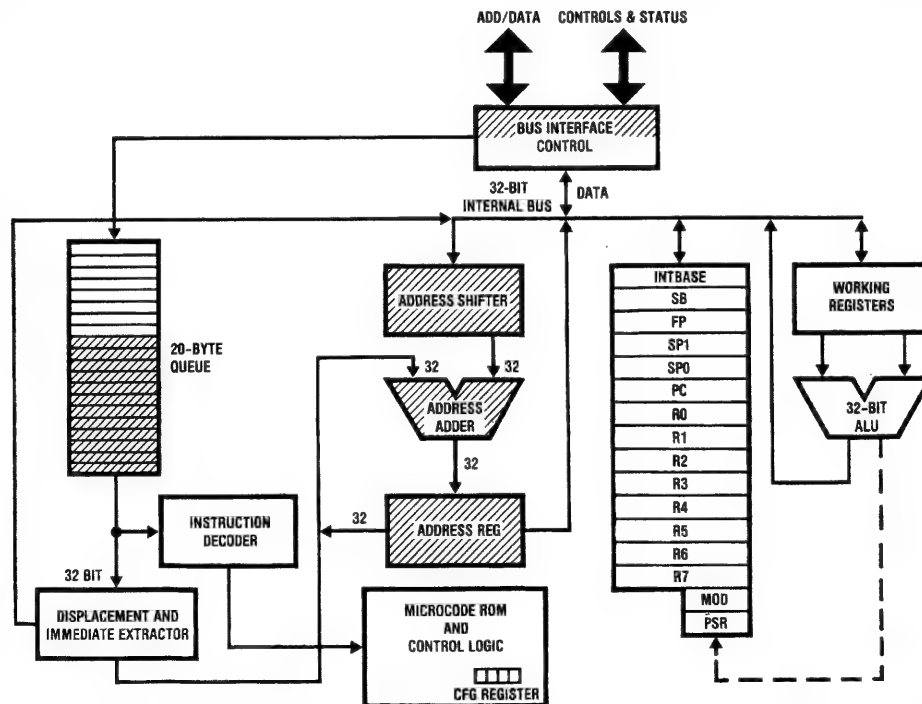 ADD/DATA
CONTROLS & STATUS
BUS INTERFACE
CONTROL
32-BIT
INTERNAL BUS
DATA
20-BYTE
QUEUE
ADDRESS SHIFTER
32
32
ADDRESS
ADDER
32
32
ADDRESS REG
INSTRUCTION
DECODER
32 BIT
DISPLACEMENT AND
IMMEDIATE EXTRACTOR
MICROCODE ROM
AND
CONTROL LOGIC
CFG REGISTER
INTBASE
SB
FP
SP1
SP0
PC
R0
R1
R2
R3
R4
R5
R6
R7
MOD
PSR
WORKING
REGISTERS
32-BIT
ALU